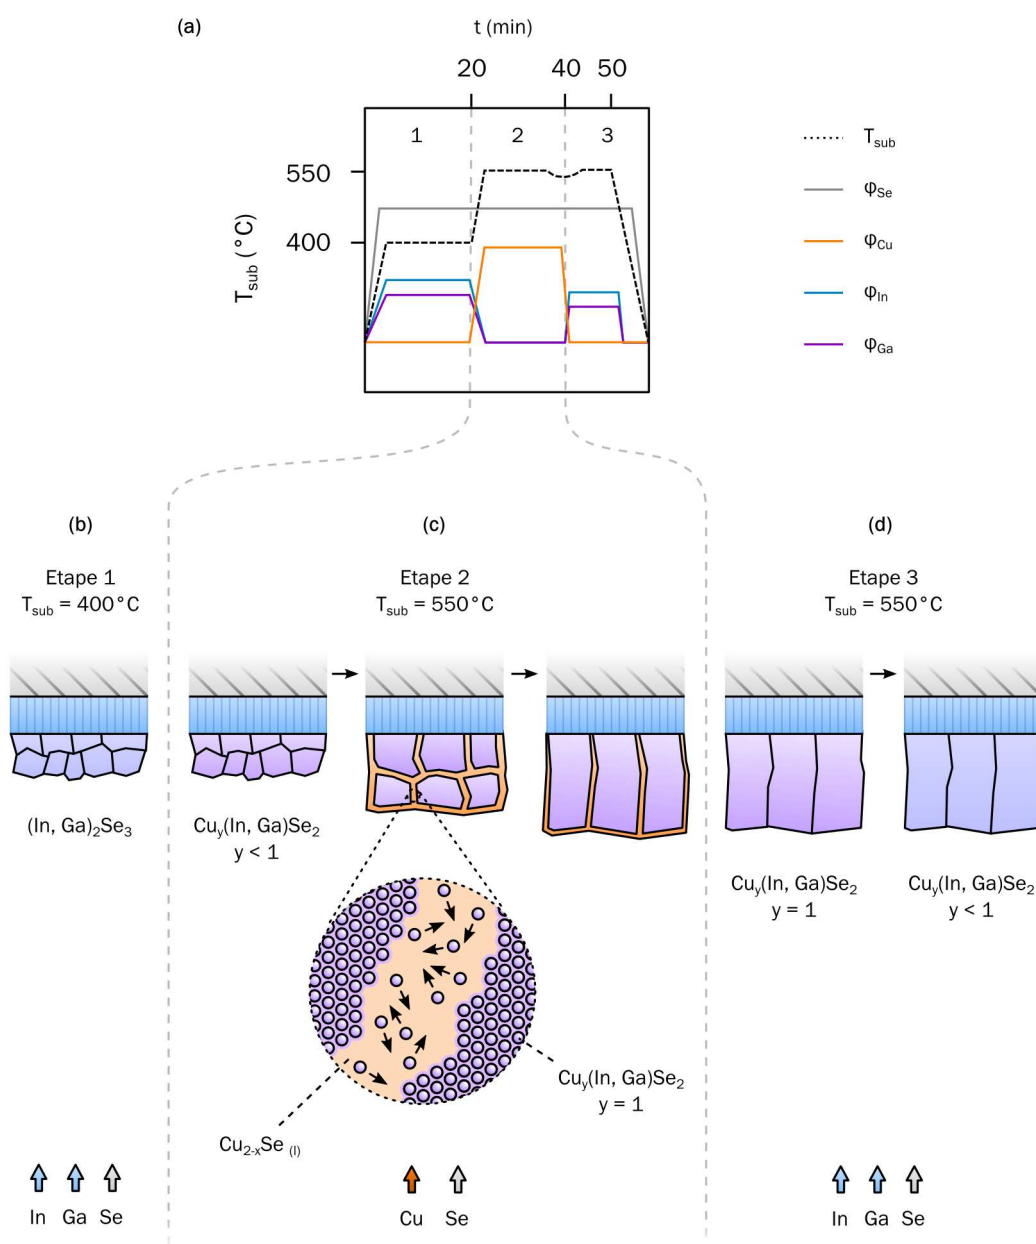 (a)
t (min)
20 40 50
1 2 3
550
400
T_sub (°C)
T_sub
φ_Se
φ_Cu
φ_In
φ_Ga
(b)
Etape 1
T_sub = 400°C
(In, Ga)₂Se₃
In Ga Se
(c)
Etape 2
T_sub = 550°C
Cu_y(In, Ga)Se₂
y < 1
Cu_y(In, Ga)Se₂
y = 1
Cu_2-xSe (l)
Cu Se
(d)
Etape 3
T_sub = 550°C
Cu_y(In, Ga)Se₂
y = 1
Cu_y(In, Ga)Se₂
y < 1
In Ga Se